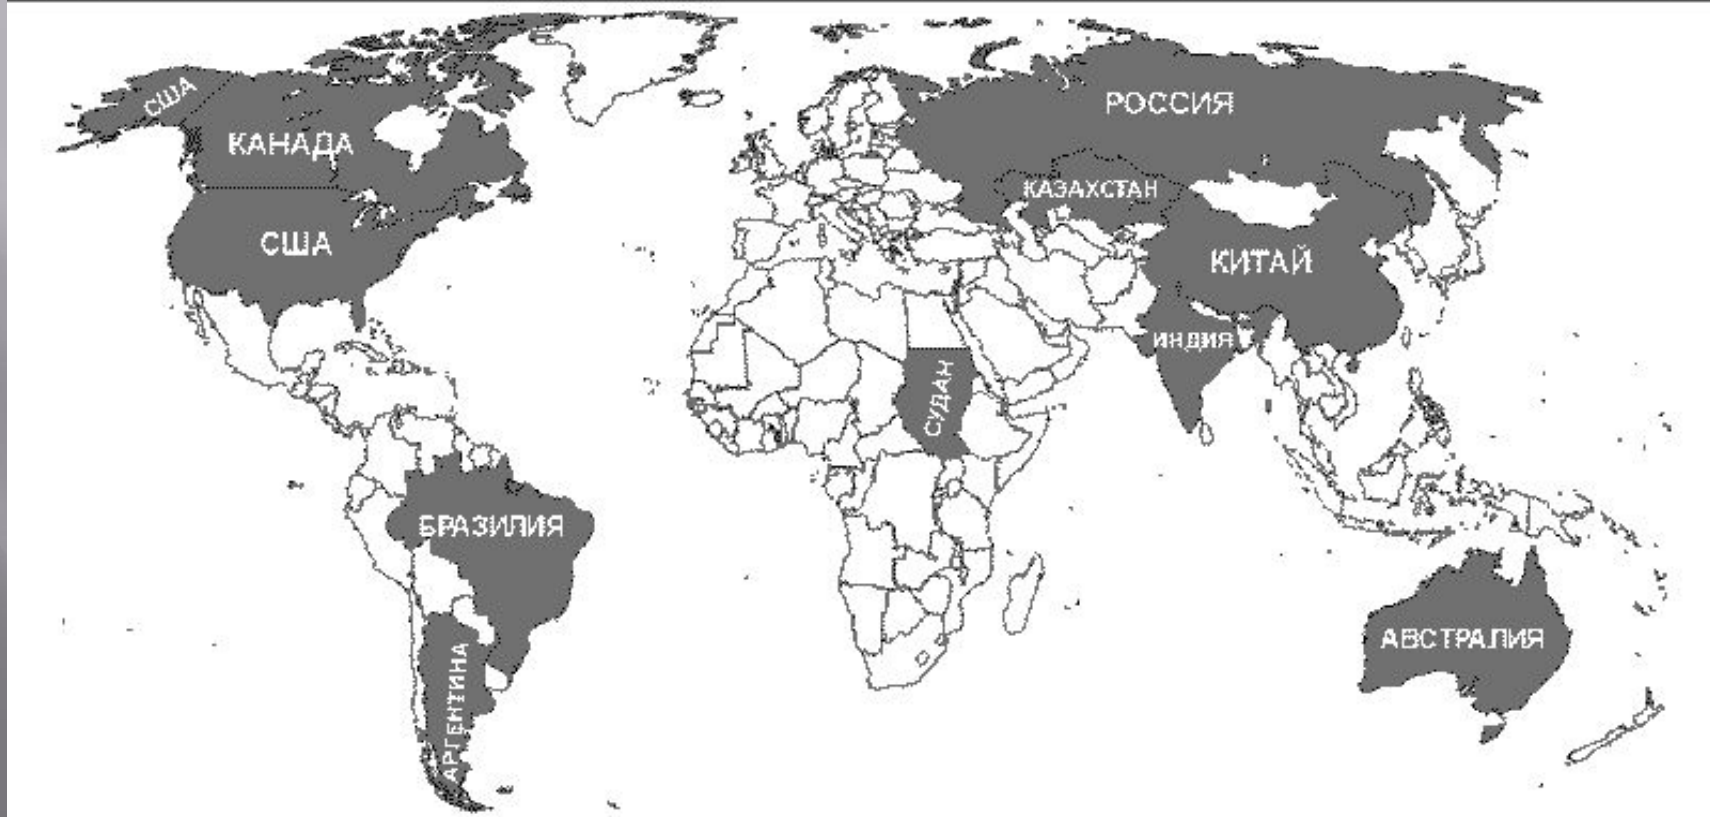 США
КАНАДА
США
РОССИЯ
КАЗАХСТАН
КИТАЙ
ИНДИЯ
СУДАН
БРАЗИЛИЯ
АРГЕНТИНА
АВСТРАЛИЯ